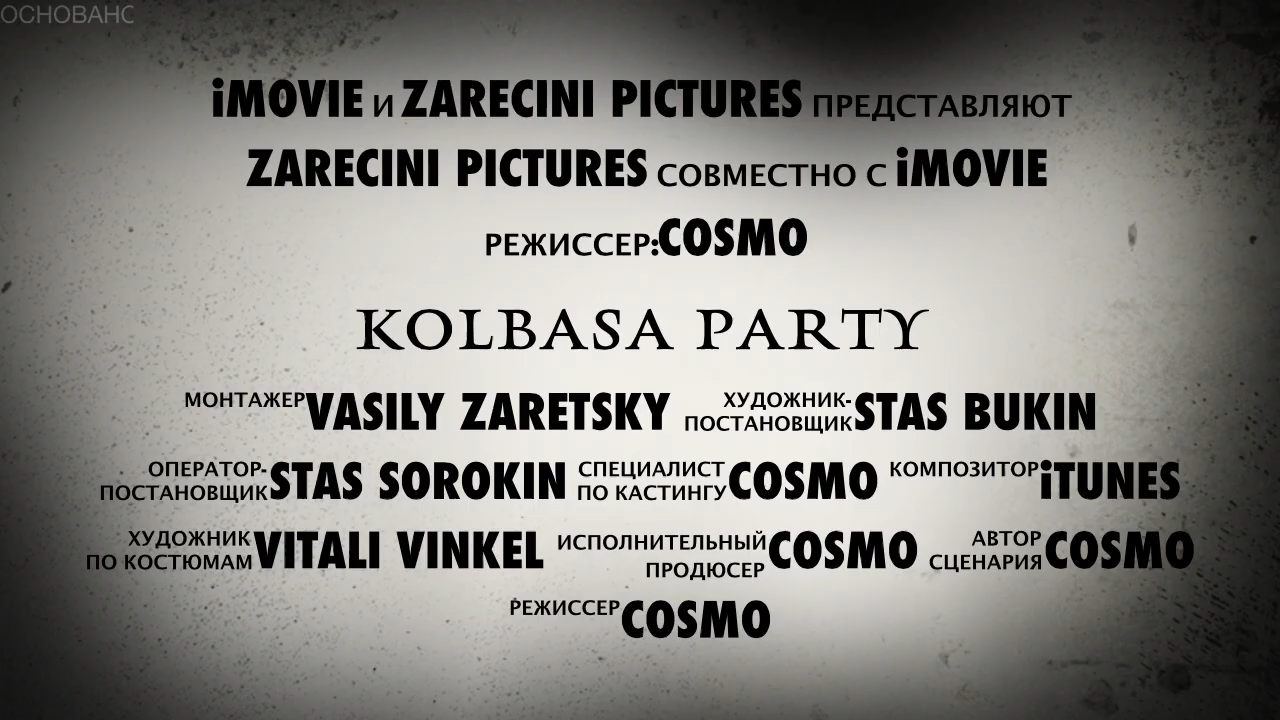 ОСНОВАНС
iMOVIE И ZARECINI PICTURES ПРЕДСТАВЛЯЮТ
ZARECINI PICTURES СОВМЕСТНО С iMOVIE
РЕЖИССЕР:COSMO
KOLBASA PARTY
МОНТАЖЕР VASILY ZARETSKY ХУДОЖНИК-ПОСТАНОВЩИК STAS BUKIN
ОПЕРАТОР-ПОСТАНОВЩИК STAS SOROKIN СПЕЦИАЛИСТ ПО КАСТИНГУ COSMO КОМПОЗИТОР iTUNES
ХУДОЖНИК ПО КОСТЮМАМ VITALI VINKEL ИСПОЛНИТЕЛЬНЫЙ ПРОДЮСЕР COSMO АВТОР СЦЕНАРИЯ COSMO
РЕЖИССЕР COSMO